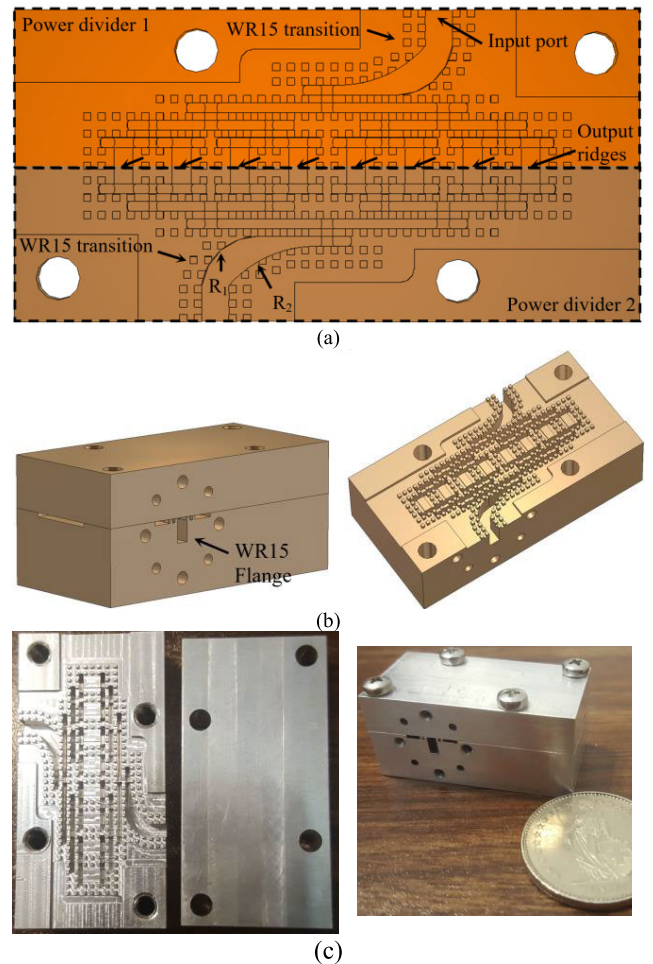 Power divider 1
WR15 transition
Input port
Output
ridges
WR15 transition
R1
R2
Power divider 2
(a)
WR15
Flange
(b)
(c)